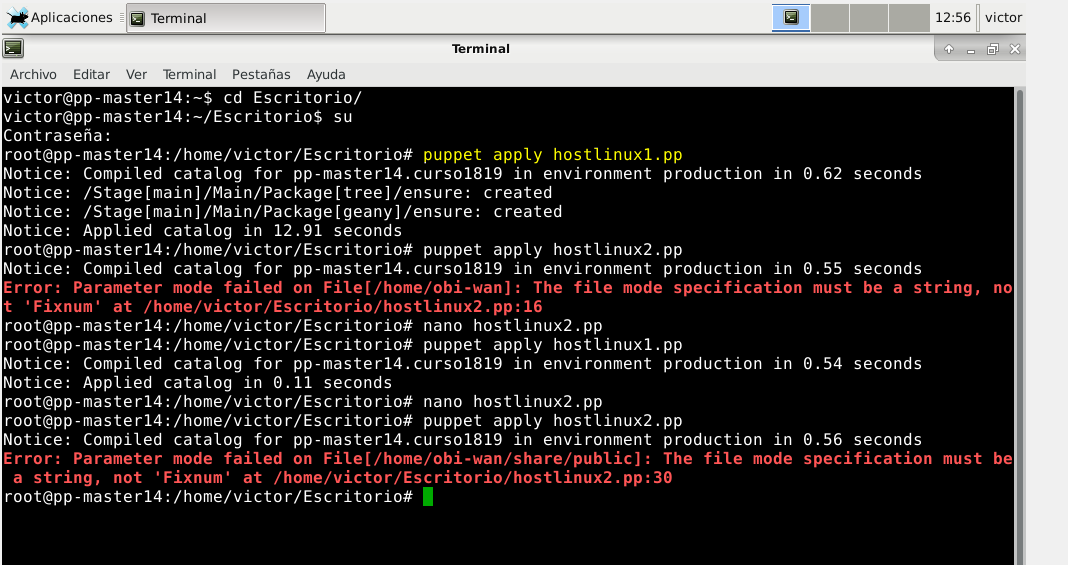 Aplicaciones Terminal 12:56 victor
Terminal
Archivo Editar Ver Terminal Pestañas Ayuda
victor@pp-master14:~$ cd Escritorio/
victor@pp-master14:~/Escritorio$ su
Contraseña:
root@pp-master14:/home/victor/Escritorio# puppet apply hostlinux1.pp
Notice: Compiled catalog for pp-master14.curso1819 in environment production in 0.62 seconds
Notice: /Stage[main]/Main/Package[tree]/ensure: created
Notice: /Stage[main]/Main/Package[geany]/ensure: created
Notice: Applied catalog in 12.91 seconds
root@pp-master14:/home/victor/Escritorio# puppet apply hostlinux2.pp
Notice: Compiled catalog for pp-master14.curso1819 in environment production in 0.55 seconds
Error: Parameter mode failed on File[/home/obi-wan]: The file mode specification must be a string, no
t 'Fixnum' at /home/victor/Escritorio/hostlinux2.pp:16
root@pp-master14:/home/victor/Escritorio# nano hostlinux2.pp
root@pp-master14:/home/victor/Escritorio# puppet apply hostlinux1.pp
Notice: Compiled catalog for pp-master14.curso1819 in environment production in 0.54 seconds
Notice: Applied catalog in 0.11 seconds
root@pp-master14:/home/victor/Escritorio# nano hostlinux2.pp
root@pp-master14:/home/victor/Escritorio# puppet apply hostlinux2.pp
Notice: Compiled catalog for pp-master14.curso1819 in environment production in 0.56 seconds
Error: Parameter mode failed on File[/home/obi-wan/share/public]: The file mode specification must be
 a string, not 'Fixnum' at /home/victor/Escritorio/hostlinux2.pp:30
root@pp-master14:/home/victor/Escritorio#